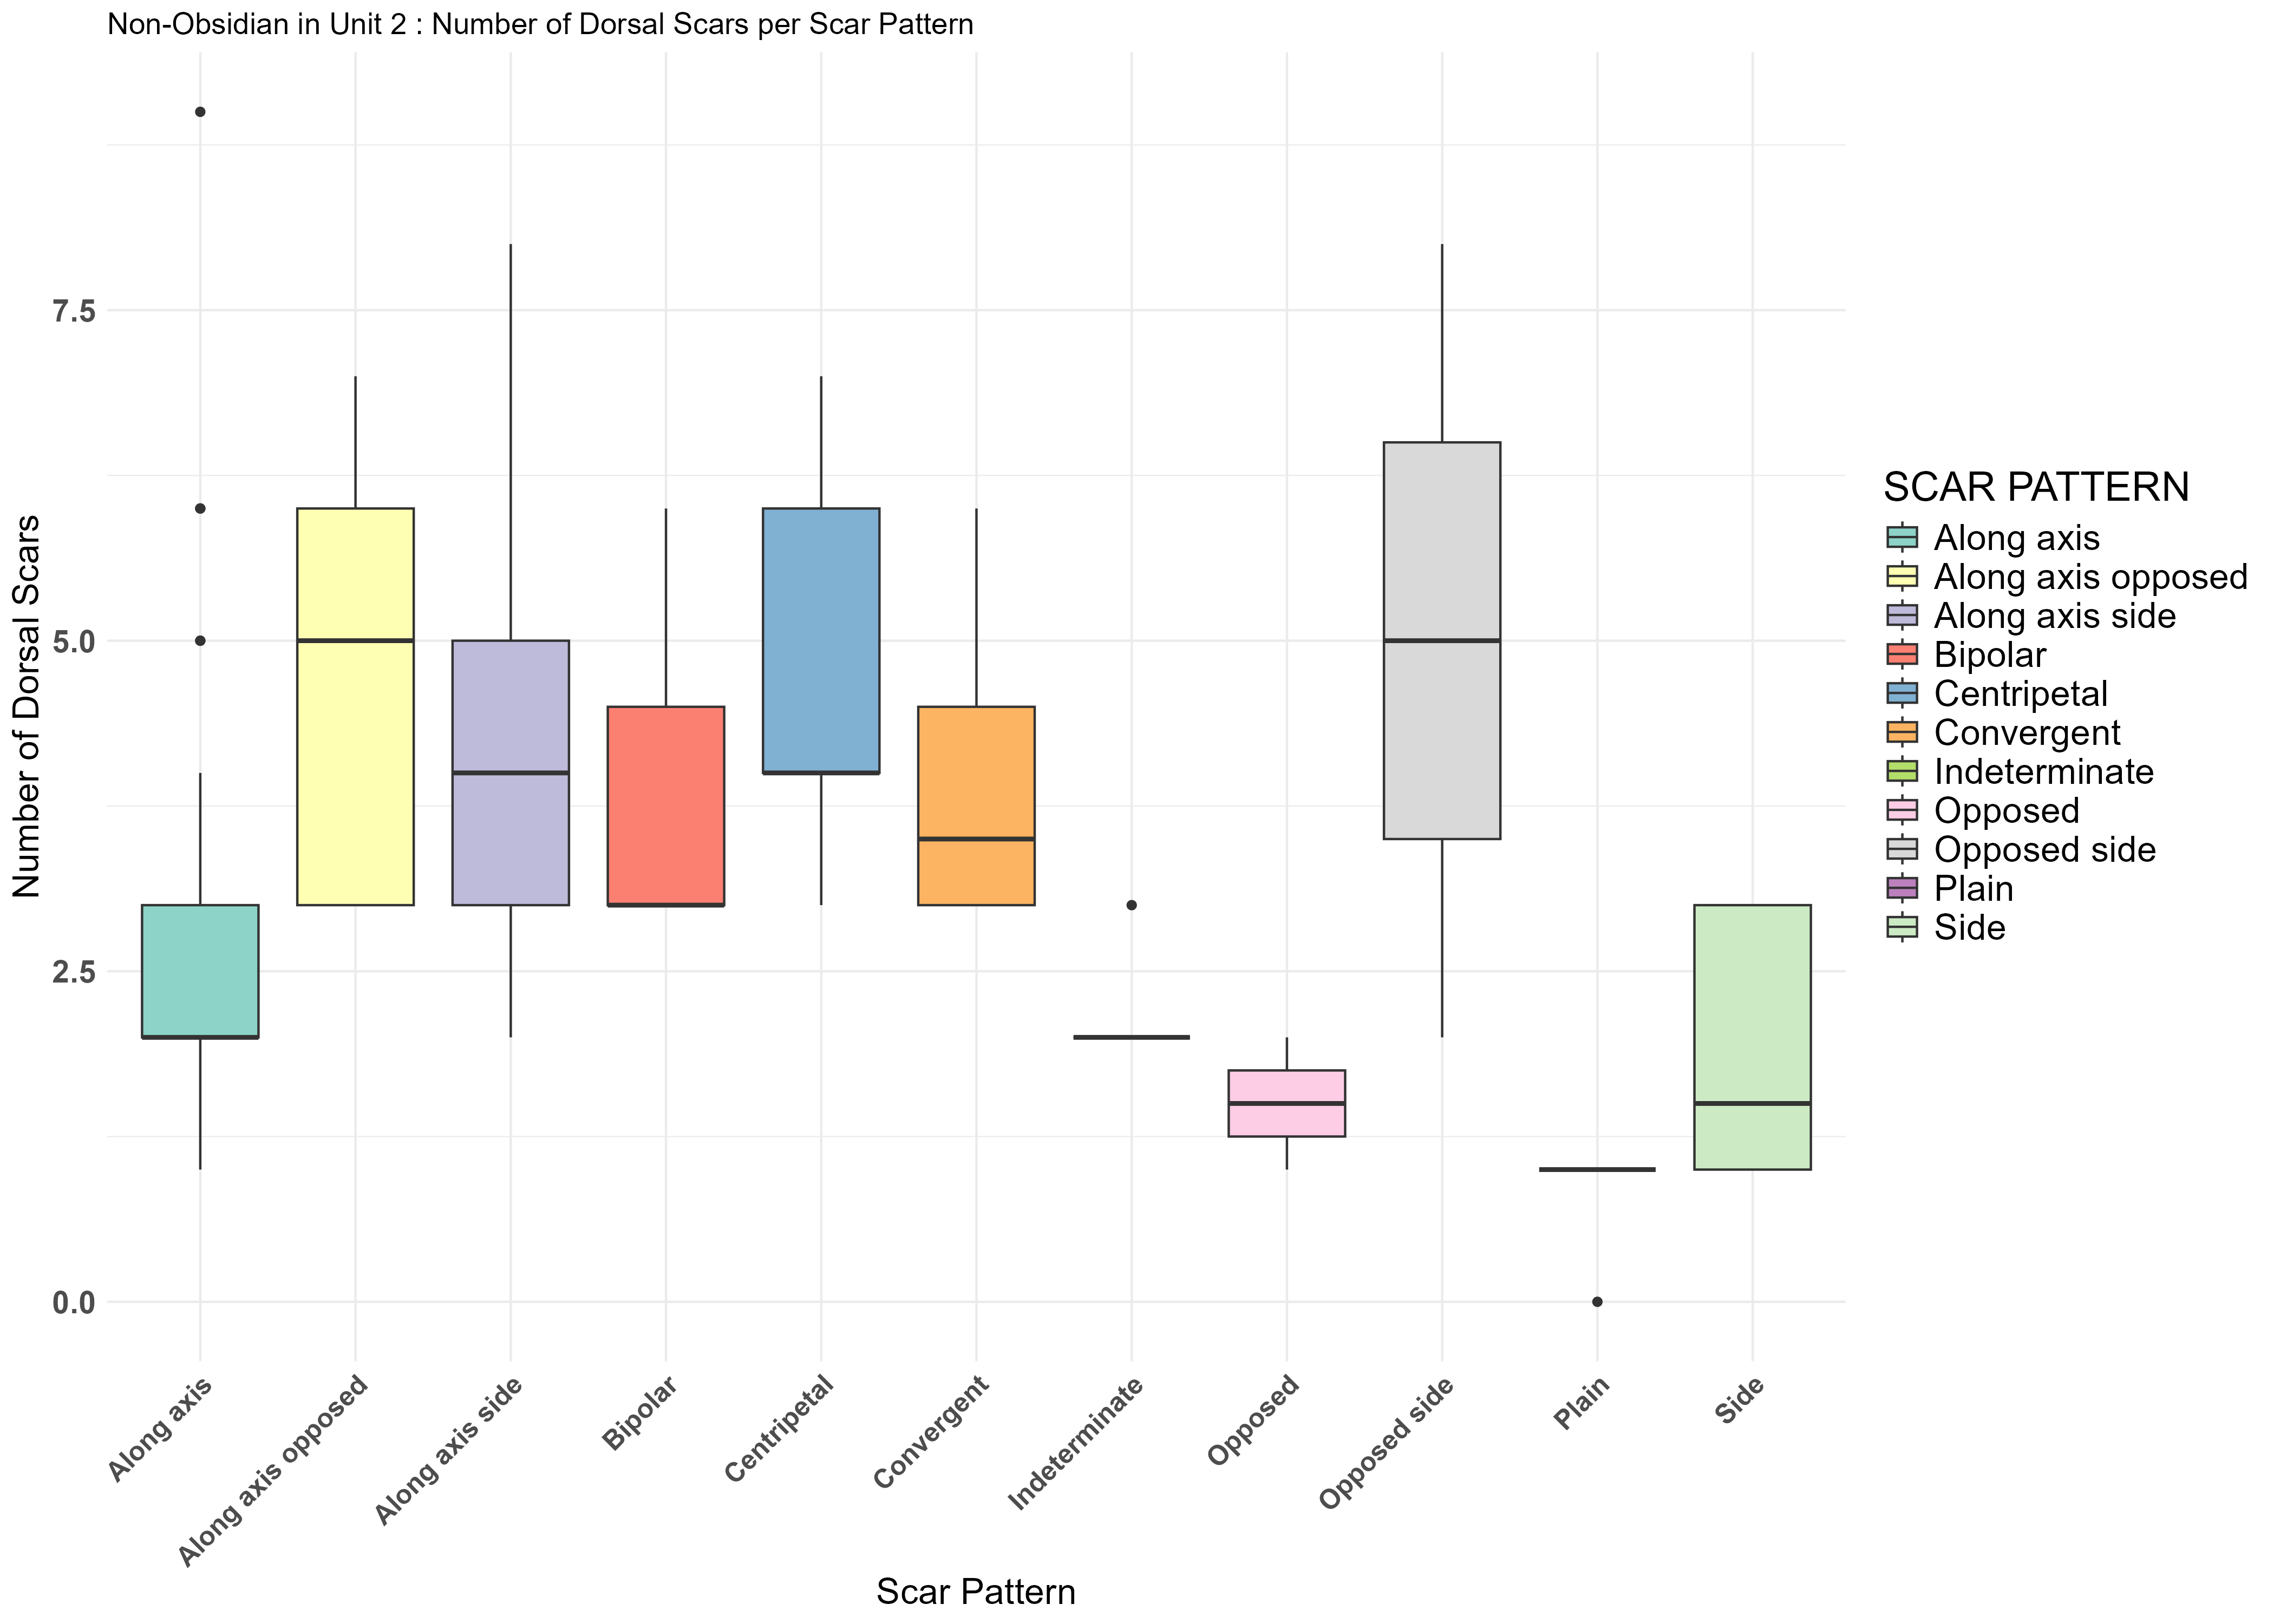 Non-Obsidian in Unit 2 : Number of Dorsal Scars per Scar Pattern
Number of Dorsal Scars
7.5
5.0
2.5
0.0
Along axis
Along axis opposed
Along axis side
Bipolar
Centripetal
Convergent
Indeterminate
Opposed
Opposed side
Plain
Side
Scar Pattern
SCAR PATTERN
Along axis
Along axis opposed
Along axis side
Bipolar
Centripetal
Convergent
Indeterminate
Opposed
Opposed side
Plain
Side